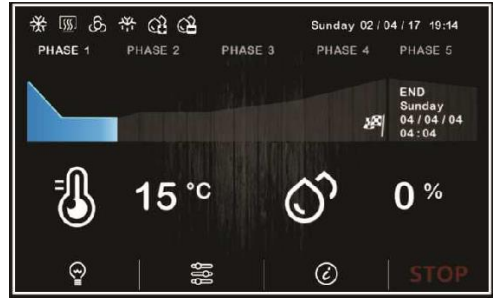 Sunday 02 / 04 / 17 19:14
PHASE 1 PHASE 2 PHASE 3 PHASE 4 PHASE 5
END
Sunday
04 / 04 / 04
04 : 04
15 °C 0 %
i STOP